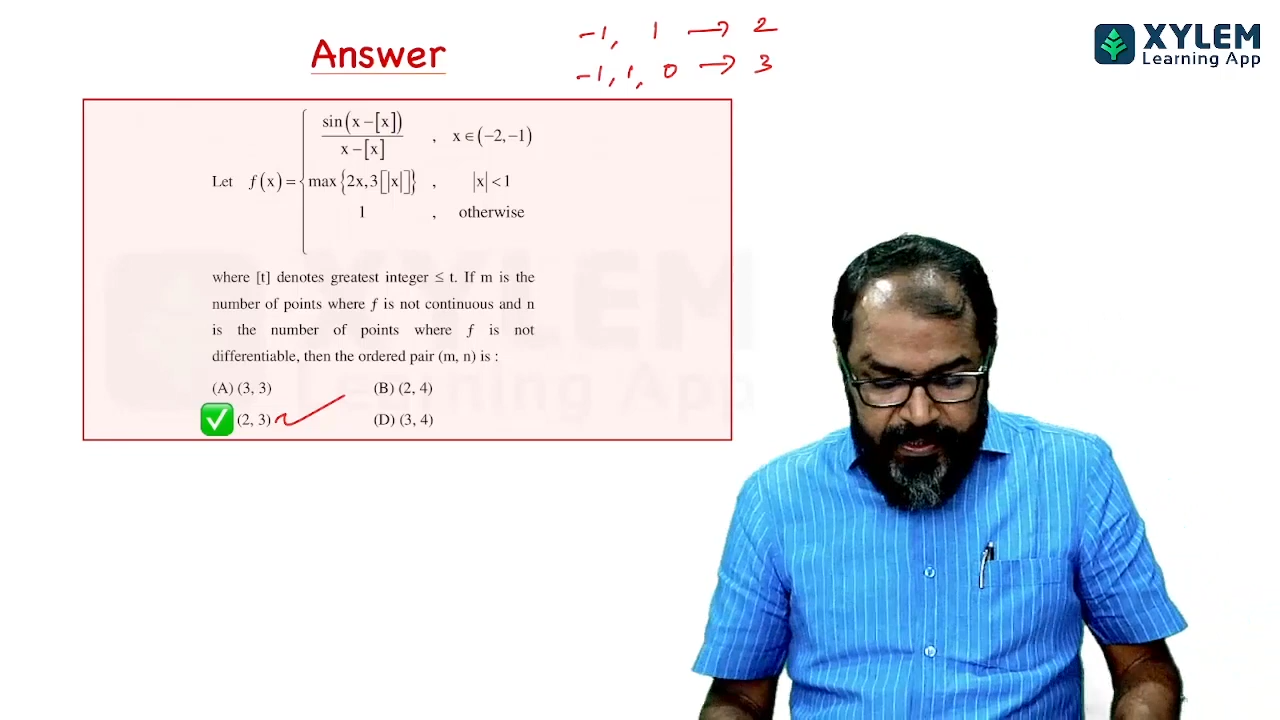 -1, 1 → 2
Answer
-1, 1, 0 → 3
XYLEM
Learning App
Let f(x) = { sin(x−[x]) / x−[x] , x∈(−2,−1)
max{2x,3[|x|]} , |x|<1
1 , otherwise
where [t] denotes greatest integer ≤ t. If m is the
number of points where f is not continuous and n
is the number of points where f is not
differentiable, then the ordered pair (m, n) is :
(A) (3, 3) (B) (2, 4)
✅ (2, 3) (D) (3, 4)
XYLEM
Learning App